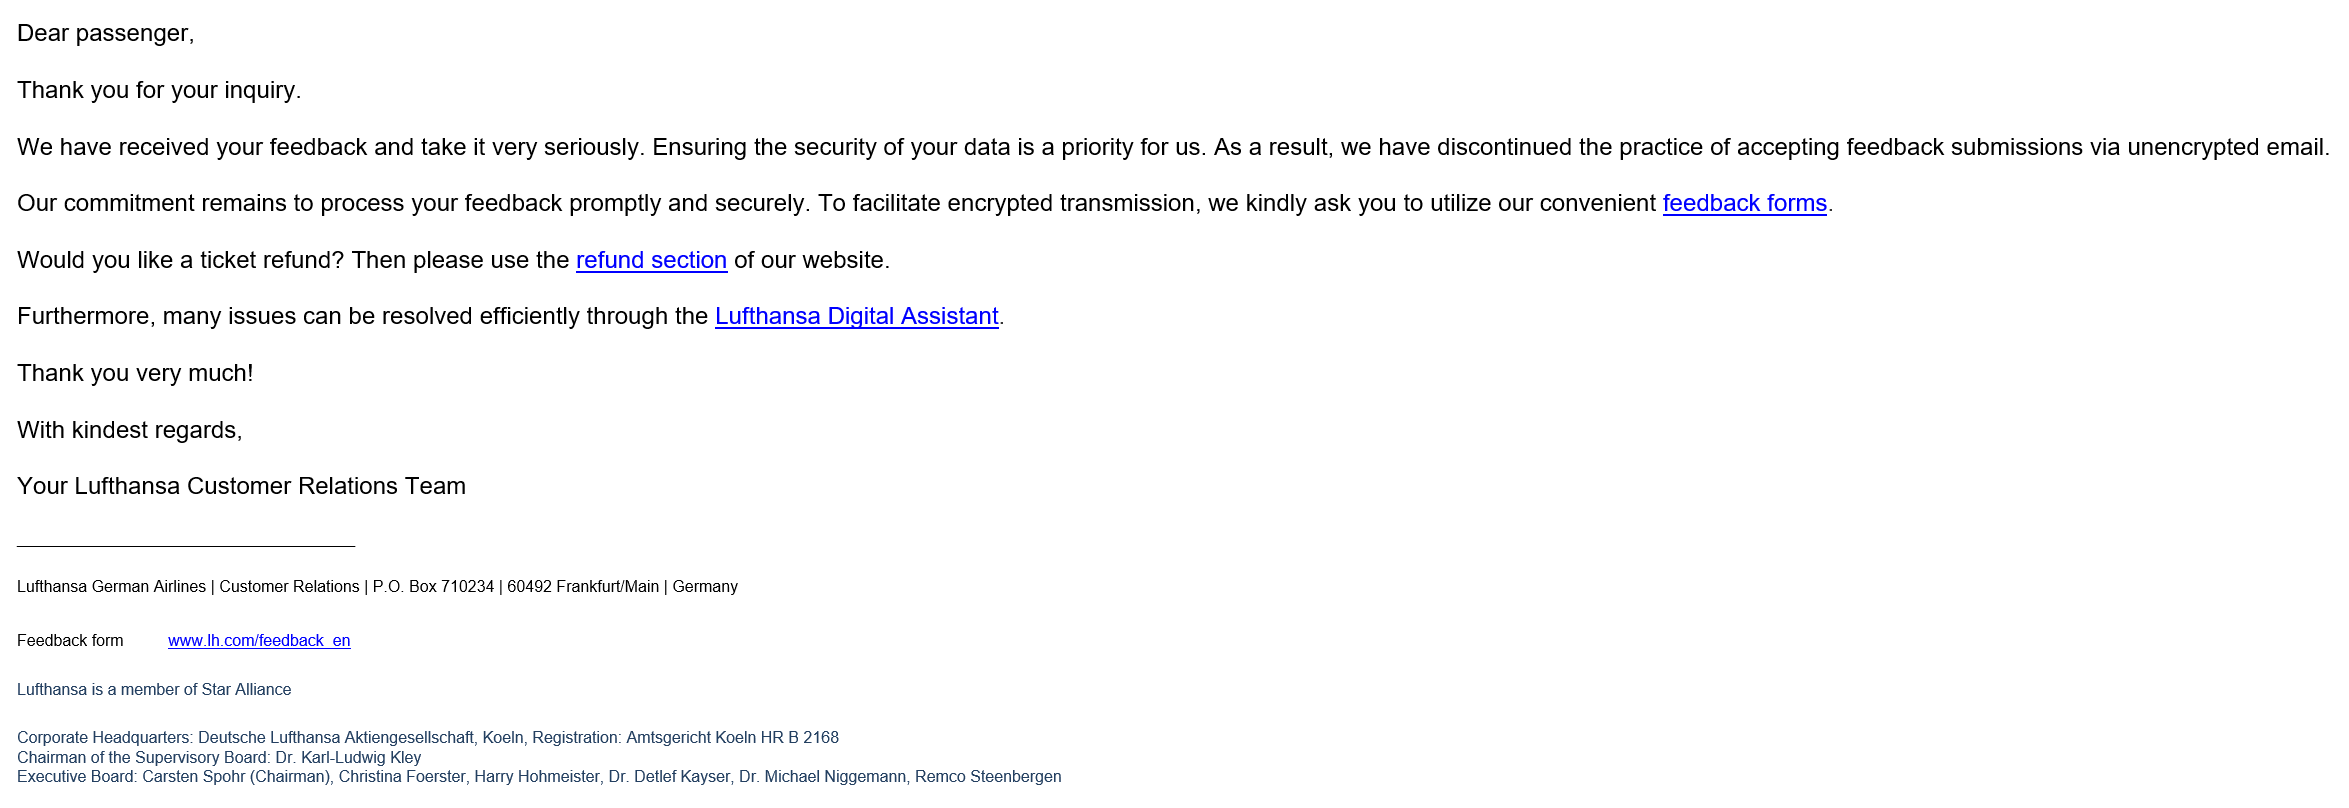 Dear passenger,
Thank you for your inquiry.
We have received your feedback and take it very seriously. Ensuring the security of your data is a priority for us. As a result, we have discontinued the practice of accepting feedback submissions via unencrypted email.
Our commitment remains to process your feedback promptly and securely. To facilitate encrypted transmission, we kindly ask you to utilize our convenient feedback forms.
Would you like a ticket refund? Then please use the refund section of our website.
Furthermore, many issues can be resolved efficiently through the Lufthansa Digital Assistant.
Thank you very much!
With kindest regards,
Your Lufthansa Customer Relations Team
Lufthansa German Airlines | Customer Relations | P.O. Box 710234 | 60492 Frankfurt/Main | Germany
Feedback form www.lh.com/feedback_en
Lufthansa is a member of Star Alliance
Corporate Headquarters: Deutsche Lufthansa Aktiengesellschaft, Koeln, Registration: Amtsgericht Koeln HR B 2168
Chairman of the Supervisory Board: Dr. Karl-Ludwig Kley
Executive Board: Carsten Spohr (Chairman), Christina Foerster, Harry Hohmeister, Dr. Detlef Kayser, Dr. Michael Niggemann, Remco Steenbergen